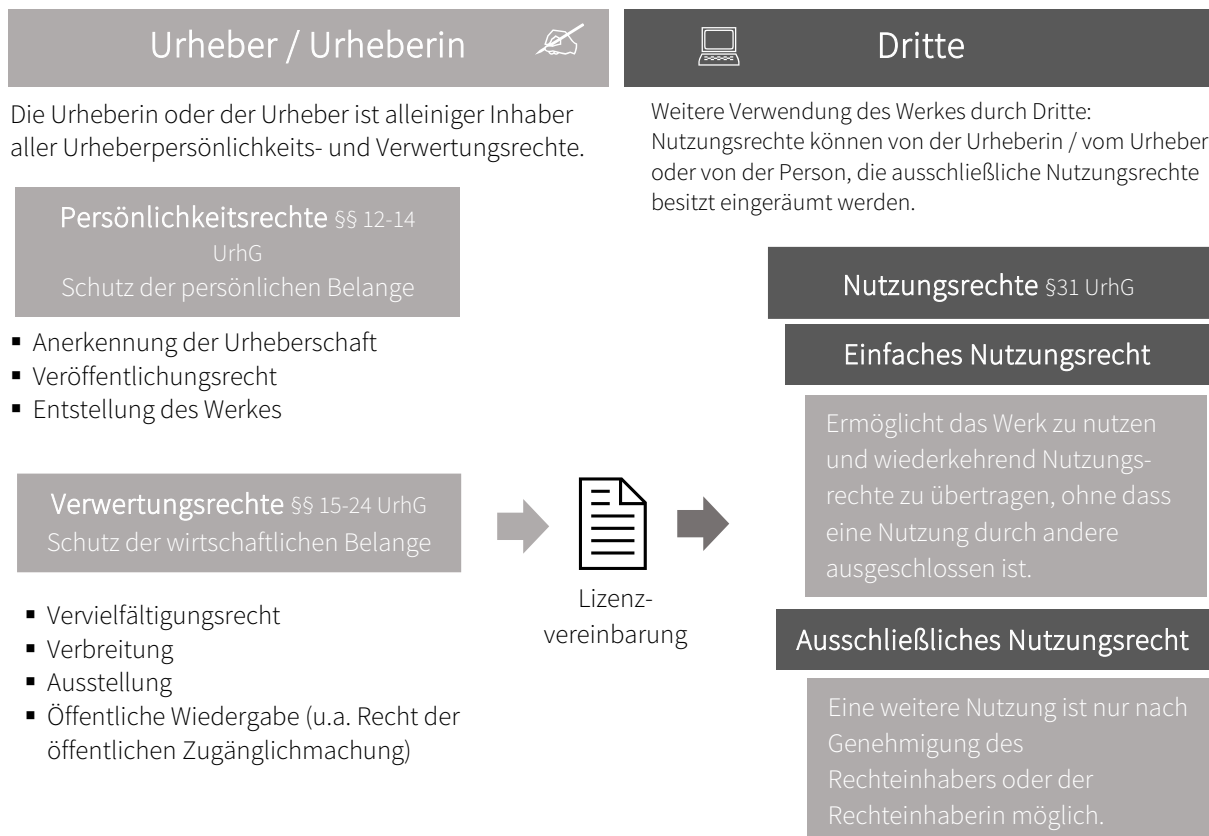 Urheber / Urheberin
Die Urheberin oder der Urheber ist alleiniger Inhaber
aller Urheberpersönlichkeits- und Verwertungsrechte.
Persönlichkeitsrechte §§ 12-14
UrhG
Schutz der persönlichen Belange
▪ Anerkennung der Urheberschaft
▪ Veröffentlichungsrecht
▪ Entstellung des Werkes
Verwertungsrechte §§ 15-24 UrhG
Schutz der wirtschaftlichen Belange
▪ Vervielfältigungsrecht
▪ Verbreitung
▪ Ausstellung
▪ Öffentliche Wiedergabe (u.a. Recht der
öffentlichen Zugänglichmachung)
Lizenz-
vereinbarung
Dritte
Weitere Verwendung des Werkes durch Dritte:
Nutzungsrechte können von der Urheberin / vom Urheber
oder von der Person, die ausschließliche Nutzungsrechte
besitzt eingeräumt werden.
Nutzungsrechte §31 UrhG
Einfaches Nutzungsrecht
Ermöglicht das Werk zu nutzen
und wiederkehrend Nutzungs-
rechte zu übertragen, ohne dass
eine Nutzung durch andere
ausgeschlossen ist.
Ausschließliches Nutzungsrecht
Eine weitere Nutzung ist nur nach
Genehmigung des
Rechteinhabers oder der
Rechteinhaberin möglich.